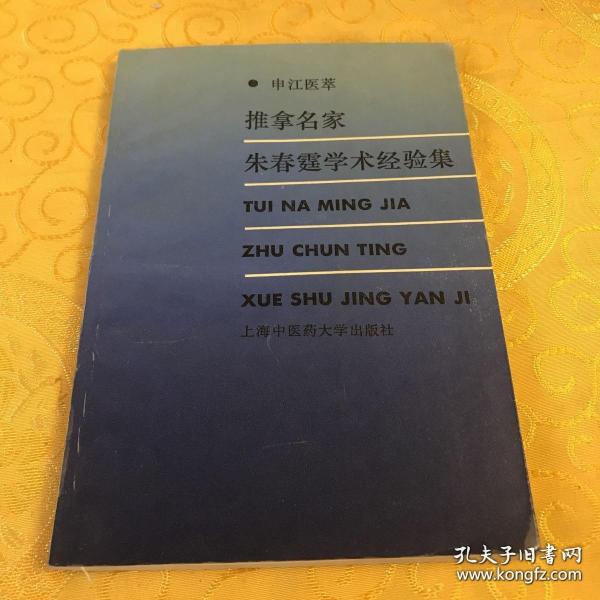 ● 申江医萃
推拿名家
朱春霆学术经验集
TUI NA MING JIA
ZHU CHUN TING
XUE SHU JING YAN JI
上海中医药大学出版社
孔夫子旧书网
www.kongfz.com